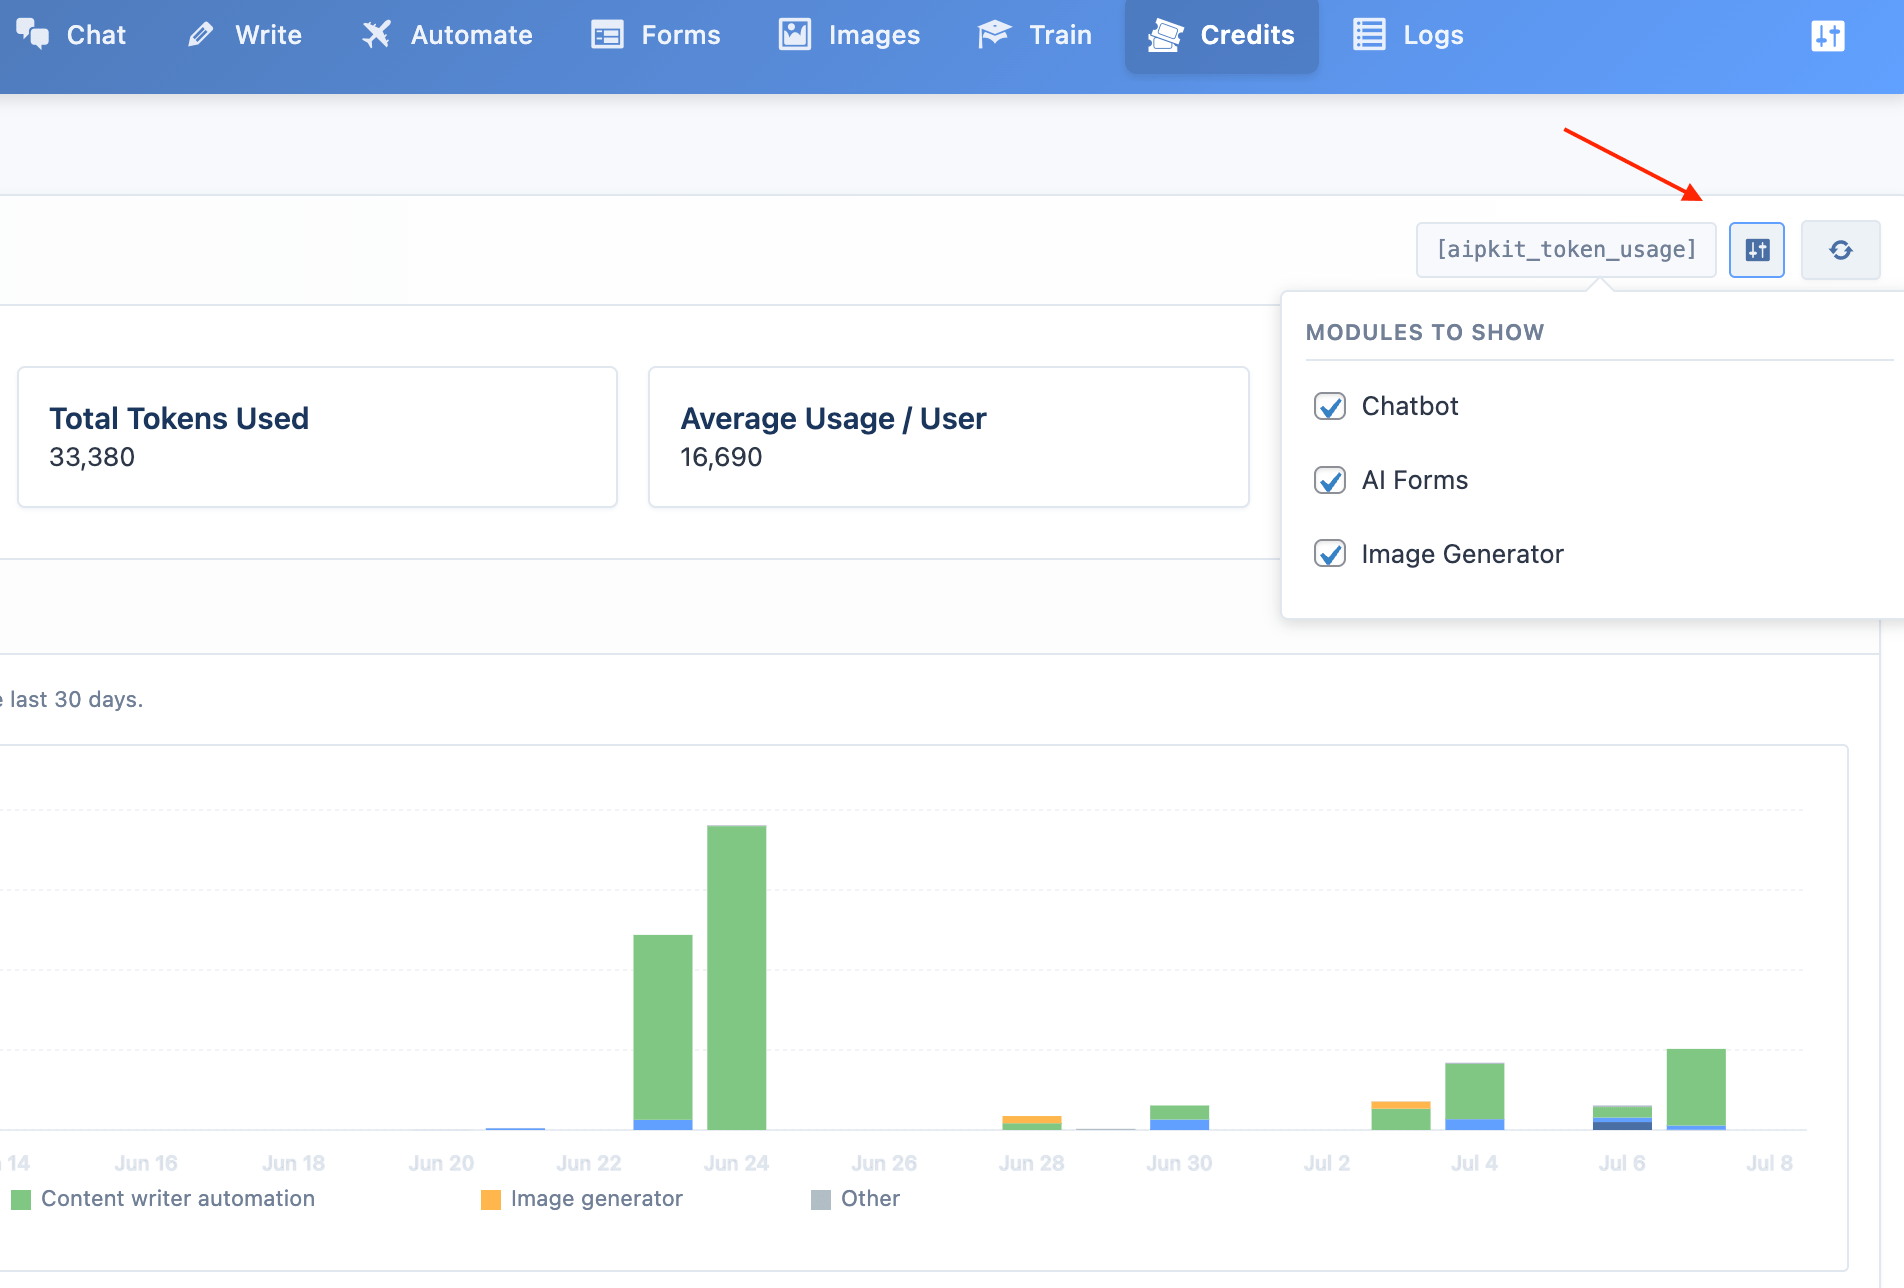 Chat Write Automate Forms Images Train Credits Logs
[aipkit_token_usage]
MODULES TO SHOW
Chatbot
AI Forms
Image Generator
Total Tokens Used
33,380
Average Usage / User
16,690
last 30 days.
14 Jun 16 Jun 18 Jun 20 Jun 22 Jun 24 Jun 26 Jun 28 Jun 30 Jul 2 Jul 4 Jul 6 Jul 8
Content writer automation Image generator Other